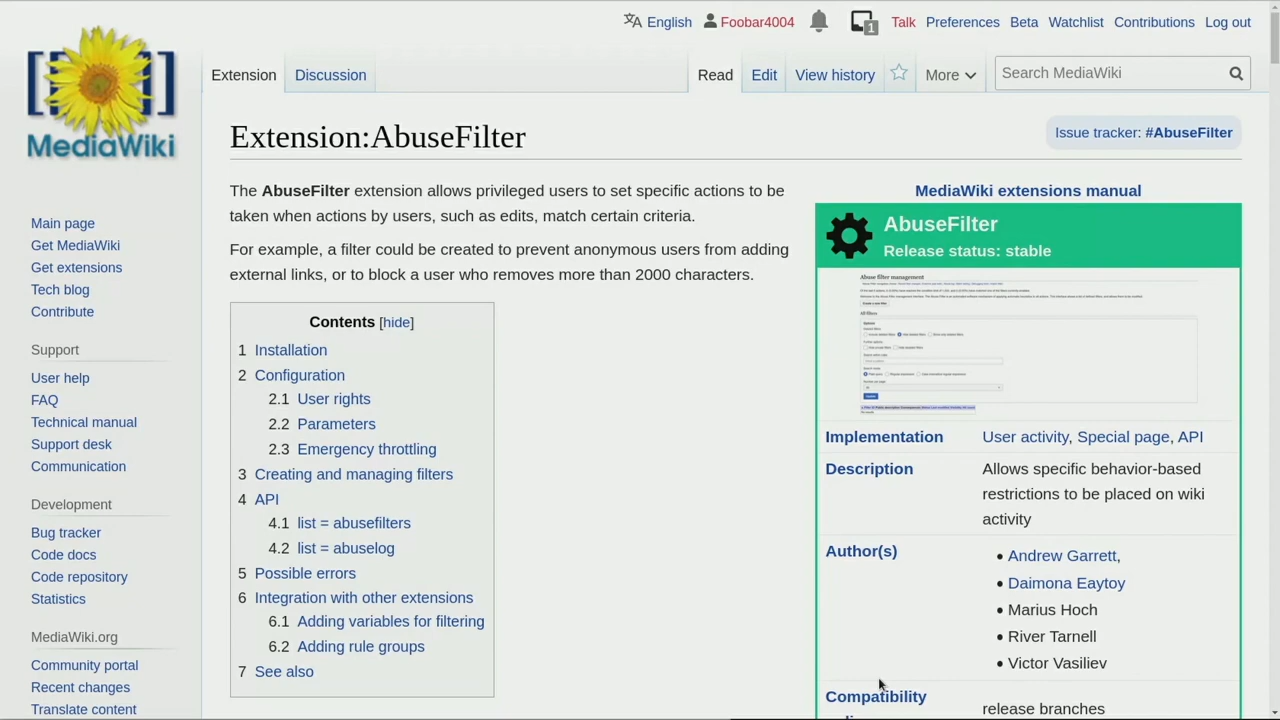 English Foobar4004 1 Talk Preferences Beta Watchlist Contributions Log out
MediaWiki
Extension Discussion Read Edit View history More Search MediaWiki
Extension:AbuseFilter
Issue tracker: #AbuseFilter
The AbuseFilter extension allows privileged users to set specific actions to be
taken when actions by users, such as edits, match certain criteria.
For example, a filter could be created to prevent anonymous users from adding
external links, or to block a user who removes more than 2000 characters.
Contents [hide]
1 Installation
2 Configuration
2.1 User rights
2.2 Parameters
2.3 Emergency throttling
3 Creating and managing filters
4 API
4.1 list = abusefilters
4.2 list = abuselog
5 Possible errors
6 Integration with other extensions
6.1 Adding variables for filtering
6.2 Adding rule groups
7 See also
MediaWiki extensions manual
AbuseFilter
Release status: stable
Abuse filter management
All filters
Implementation User activity, Special page, API
Description Allows specific behavior-based
restrictions to be placed on wiki
activity
Author(s) • Andrew Garrett,
• Daimona Eaytoy
• Marius Hoch
• River Tarnell
• Victor Vasiliev
Compatibility
release branches
Main page
Get MediaWiki
Get extensions
Tech blog
Contribute
Support
User help
FAQ
Technical manual
Support desk
Communication
Development
Bug tracker
Code docs
Code repository
Statistics
MediaWiki.org
Community portal
Recent changes
Translate content